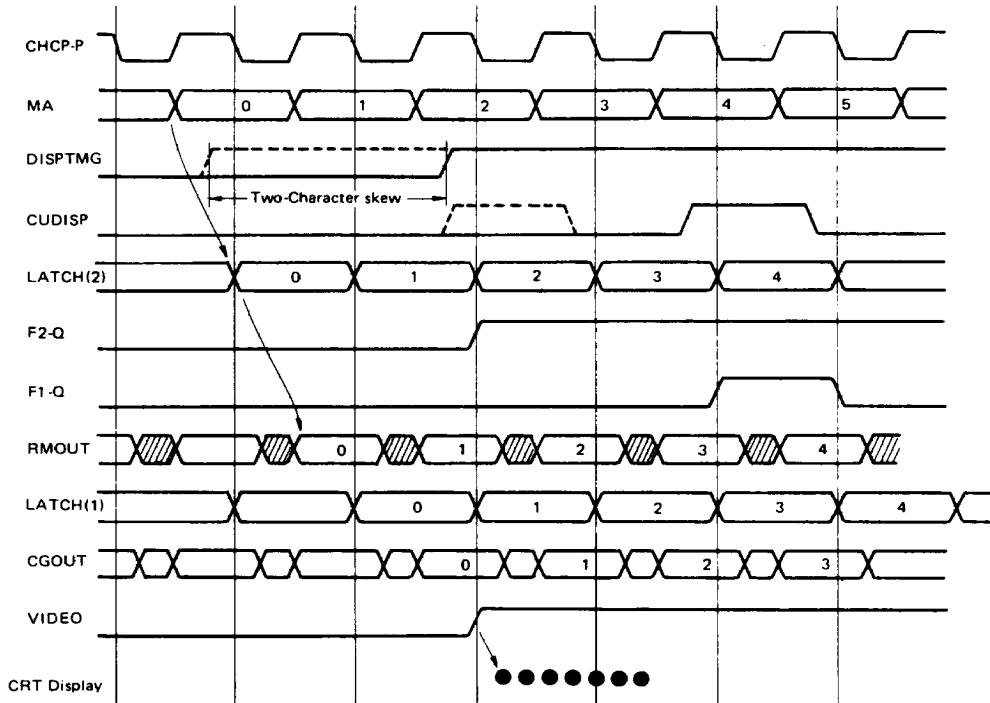 CHCP-P
MA 0 1 2 3 4 5
DISPTMG
Two-Character skew
CUDISP
LATCH(2) 0 1 2 3 4
F2-Q
F1-Q
RMOUT 0 1 2 3 4
LATCH(1) 0 1 2 3 4
CGOUT 0 1 2 3
VIDEO
CRT Display